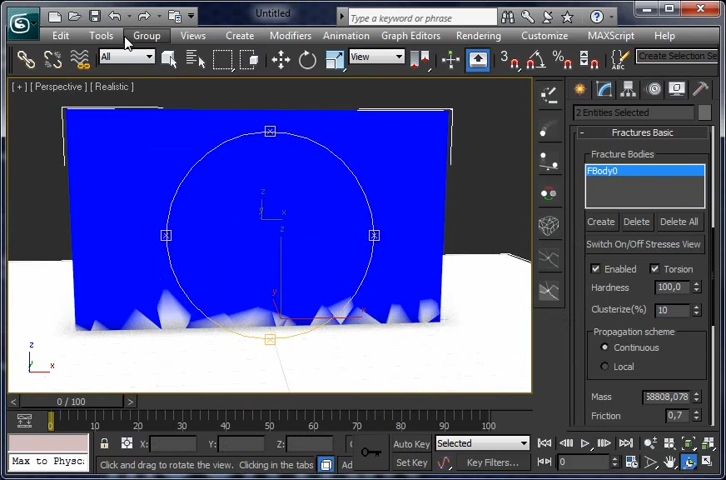 Untitled
Type a keyword or phrase
Edit Tools Group Views Create Modifiers Animation Graph Editors Rendering Customize MAXScript Help
All View 3 Create Selection Se
[ + ] [ Perspective ] [ Realistic ]
2 Entities Selected
Fractures Basic
Fracture Bodies
FBody0
Create Delete Delete All
Switch On/Off Stresses View
Enabled Torsion
Hardness 100,0
Clusterize(%) 10
Propagation scheme
Continuous
Local
Mass 58808,078
Friction 0,7
z
x
z
y
x
z
x
0 / 100
0 10 20 30 40 50 60 70 80 90 100
X: Y: Z: Auto Key Selected
Set Key Key Filters... 0
Max to Physc
Click and drag to rotate the view. Clicking in the tabs Ad